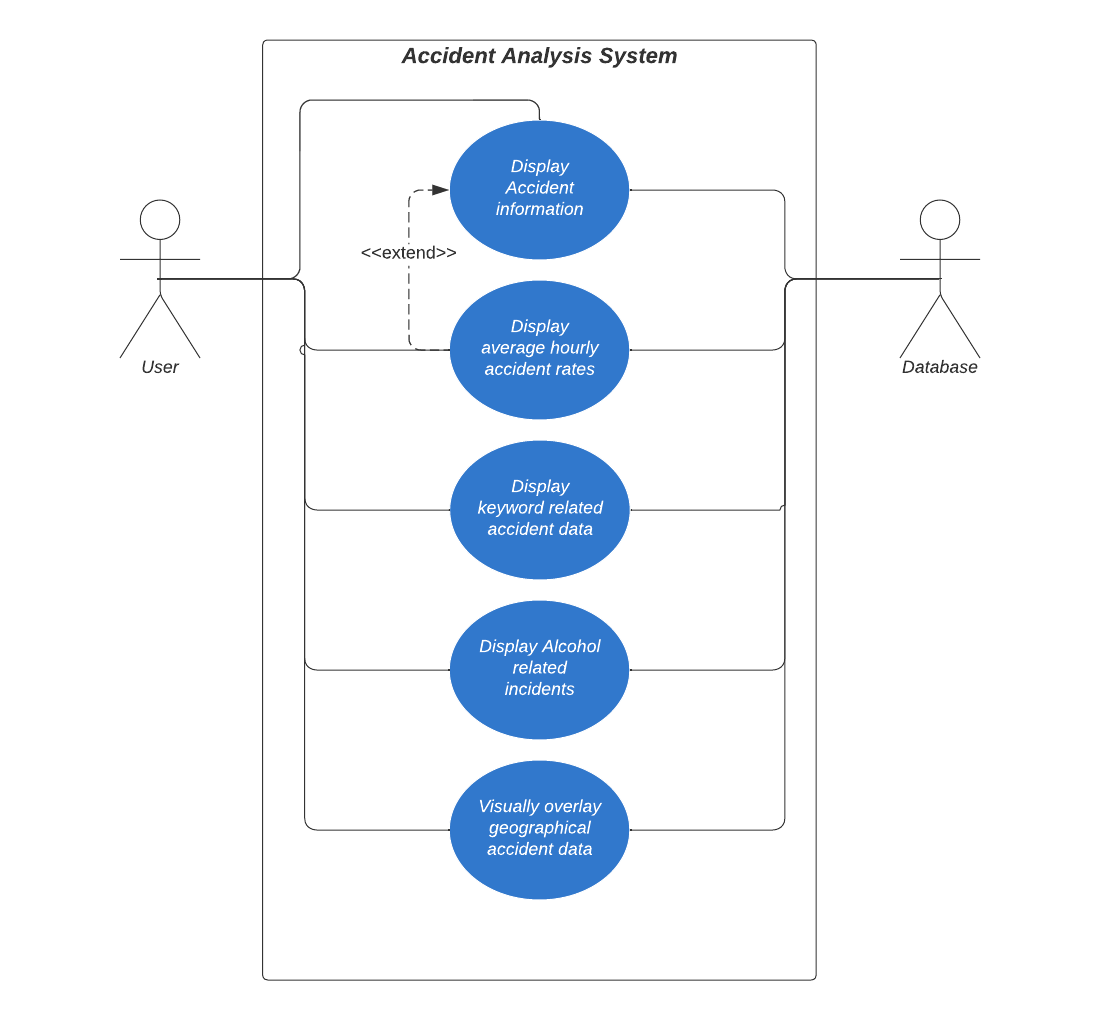 Accident Analysis System
Display
Accident
information
<<extend>>
Display
average hourly
accident rates
User
Database
Display
keyword related
accident data
Display Alcohol
related
incidents
Visually overlay
geographical
accident data